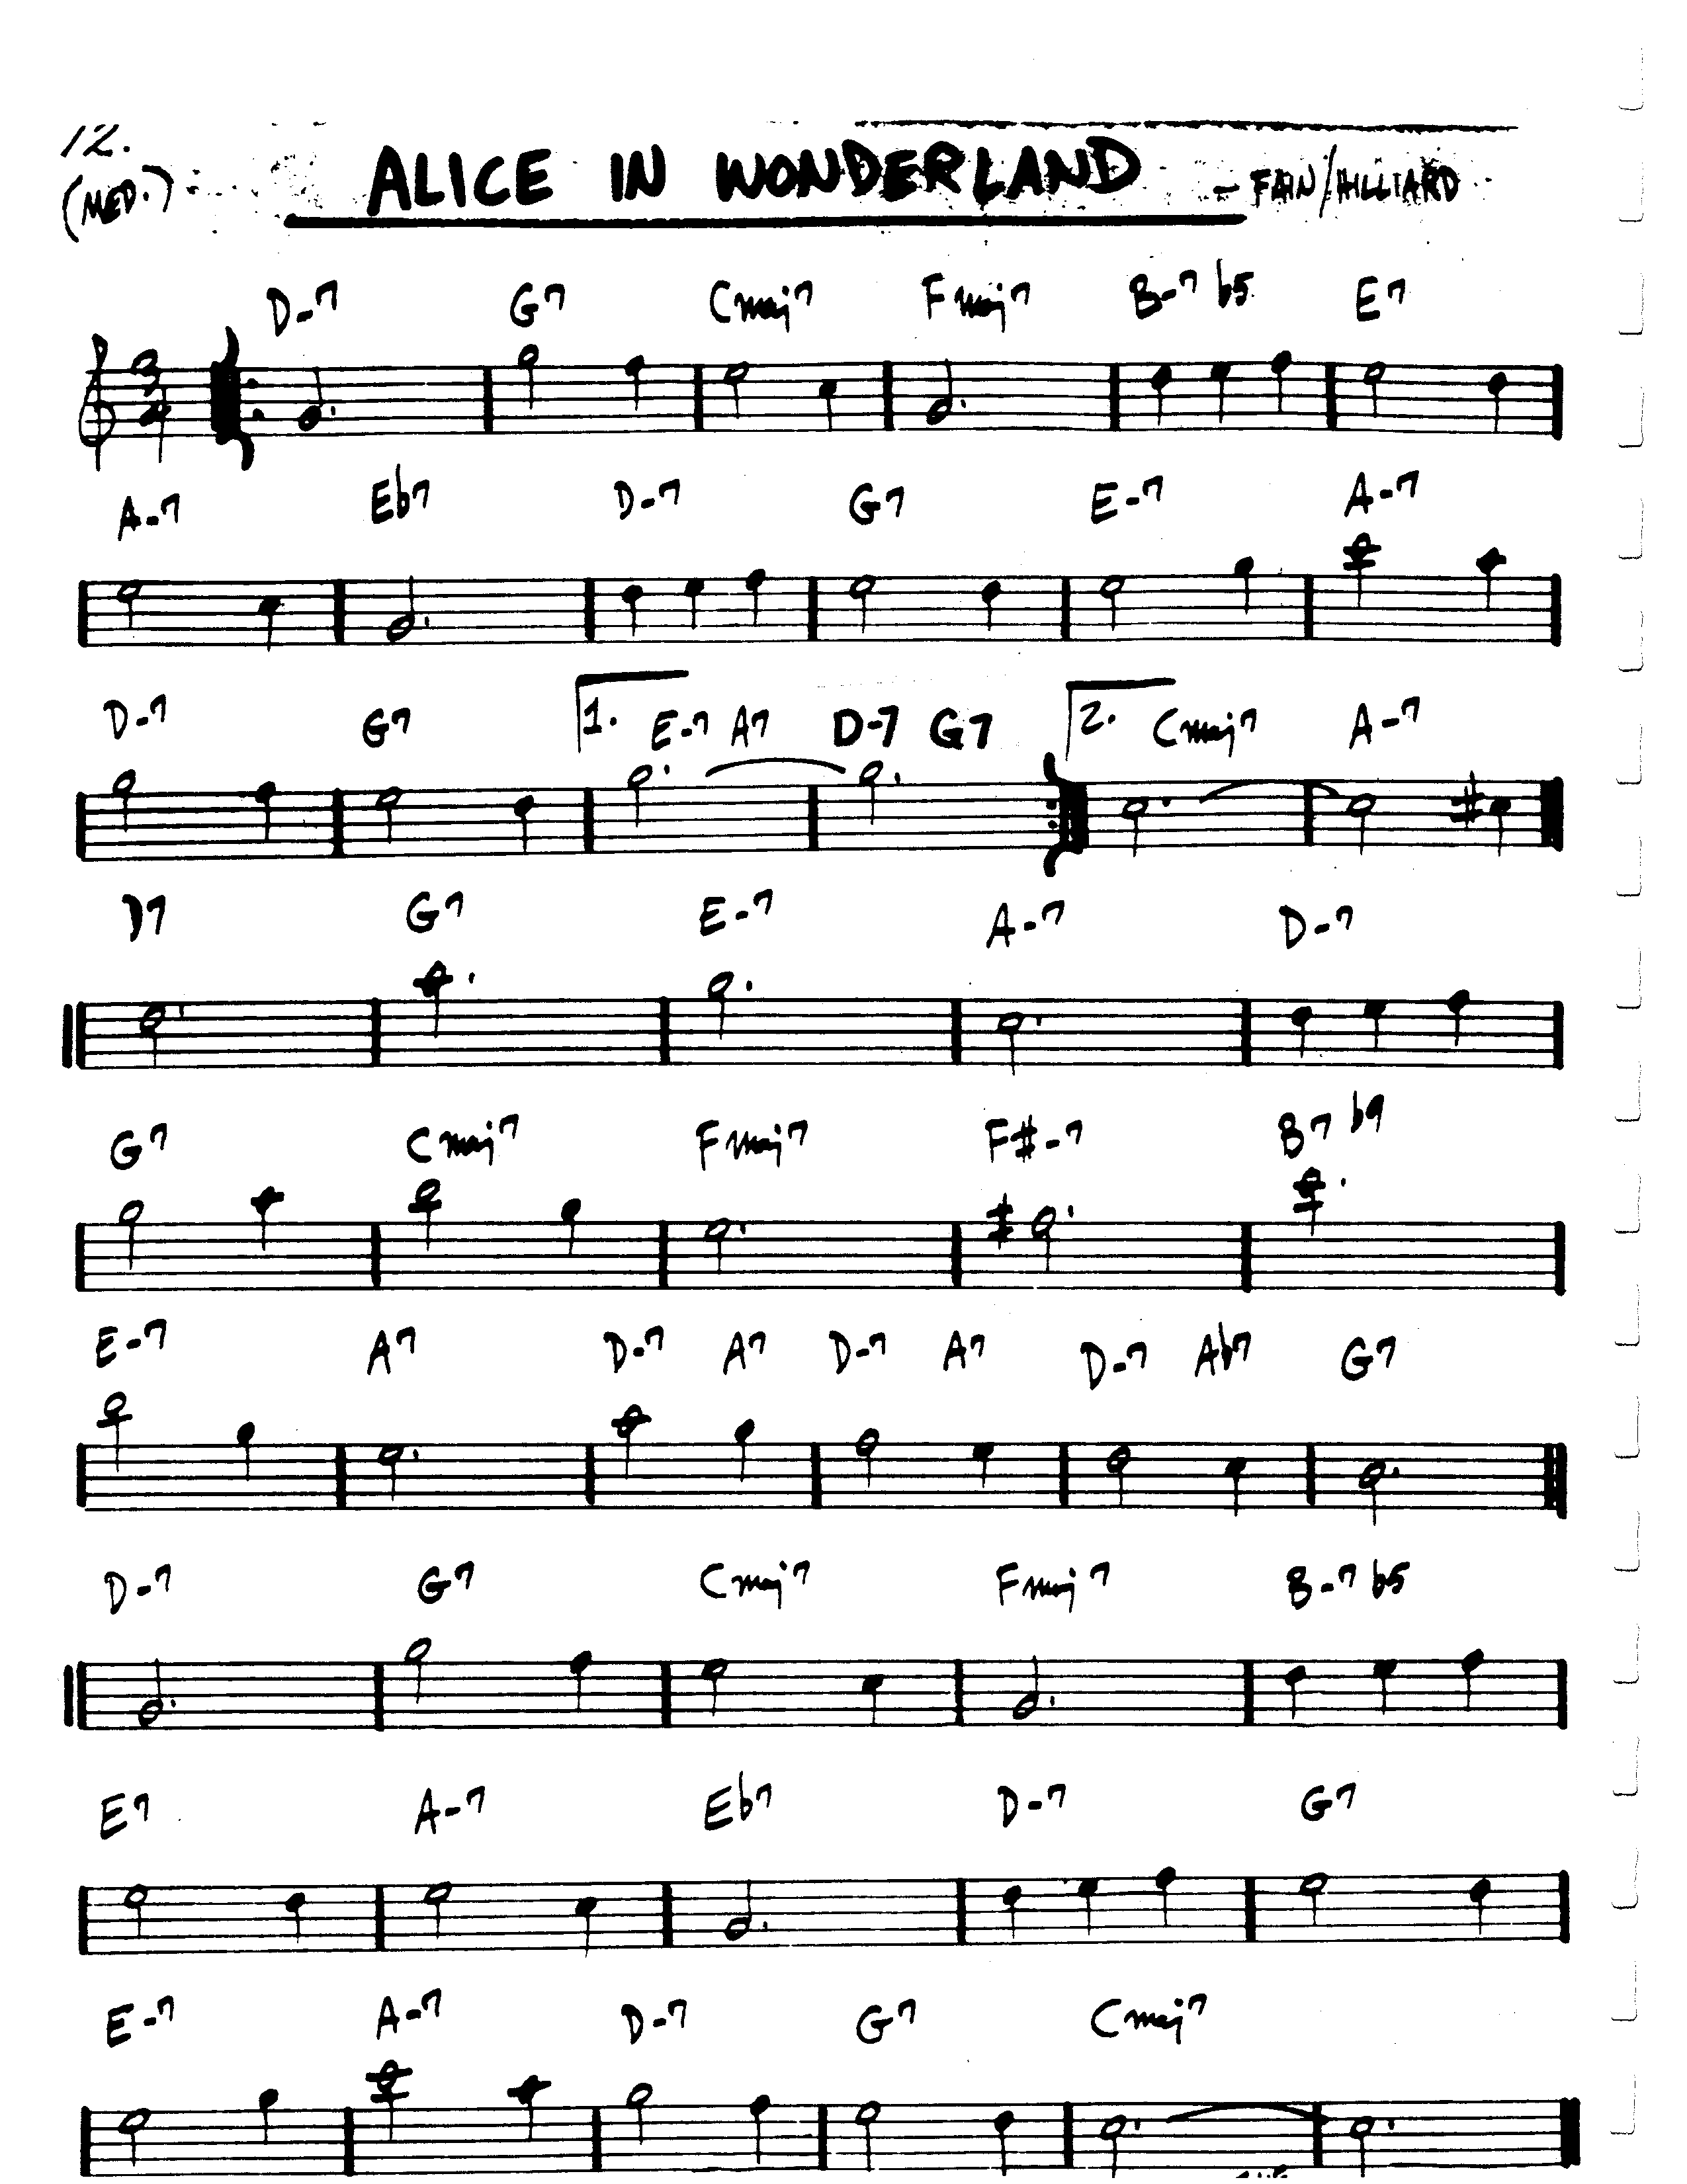 12.
(MED.) ALICE IN WONDERLAND - FAIN/HILLIARD
D-7 G7 Cmaj7 Fmaj7 B-7 b5 E7
3
4
A-7 Eb7 D-7 G7 E-7 A-7
D-7 G7 1. E-7 A7 D-7 G7 2. Cmaj7 A-7
D7 G7 E-7 A-7 D-7
G7 Cmaj7 Fmaj7 F#-7 B7 b9
E-7 A7 D-7 A7 D-7 A7 D-7 Ab7 G7
D-7 G7 Cmaj7 Fmaj7 B-7 b5
E7 A-7 Eb7 D-7 G7
E-7 A-7 D-7 G7 Cmaj7